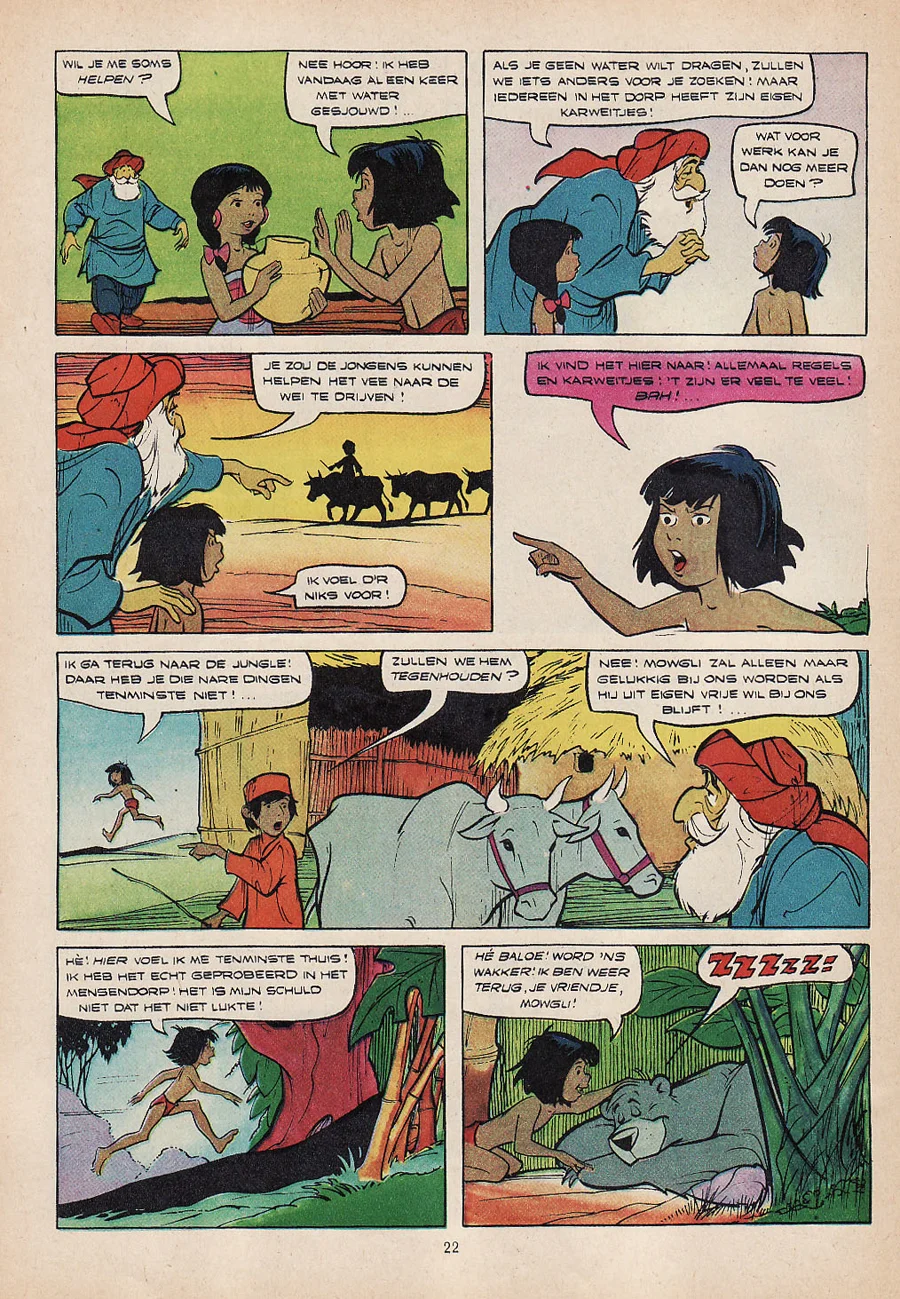 WIL JE ME SOMS
HELPEN?
NEE HOOR! IK HEB
VANDAAG AL EEN KEER
MET WATER
GESJOUWD!...
ALS JE GEEN WATER WILT DRAGEN, ZULLEN
WE IETS ANDERS VOOR JE ZOEKEN! MAAR
IEDEREEN IN HET DORP HEEFT ZIJN EIGEN
KARWEITJES!
WAT VOOR
WERK KAN JE
DAN NOG MEER
DOEN?
JE ZOU DE JONGENS KUNNEN
HELPEN HET VEE NAAR DE
WEI TE DRIJVEN!
IK VOEL D'R
NIKS VOOR!
IK VIND HET HIER NAAR! ALLEMAAL REGELS
EN KARWEITJES! 'T ZIJN ER VEEL TE VEEL!
BAH!...
IK GA TERUG NAAR DE JUNGLE!
DAAR HEB JE DIE NARE DINGEN
TENMINSTE NIET!...
ZULLEN WE HEM
TEGENHOUDEN?
NEE! MOWGLI ZAL ALLEEN MAAR
GELUKKIG BIJ ONS WORDEN ALS
HIJ UIT EIGEN VRIJE WIL BIJ ONS
BLIJFT!...
HÈ! HIER VOEL IK ME TENMINSTE THUIS!
IK HEB HET ECHT GEPROBEERD IN HET
MENSENDORP! HET IS MIJN SCHULD
NIET DAT HET NIET LUKTE!
HÉ BALOE! WORD 'NS
WAKKER! IK BEN WEER
TERUG, JE VRIENDJE,
MOWGLI!
ZZZZZ!
22